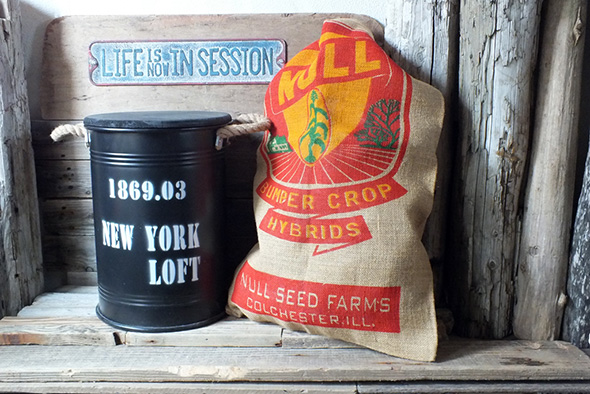 LIFE IS NOW IN SESSION
1869.03
NEW YORK
LOFT
NULL
BUMPER CROP
HYBRIDS
NULL SEED FARMS
COLCHESTER, ILL.